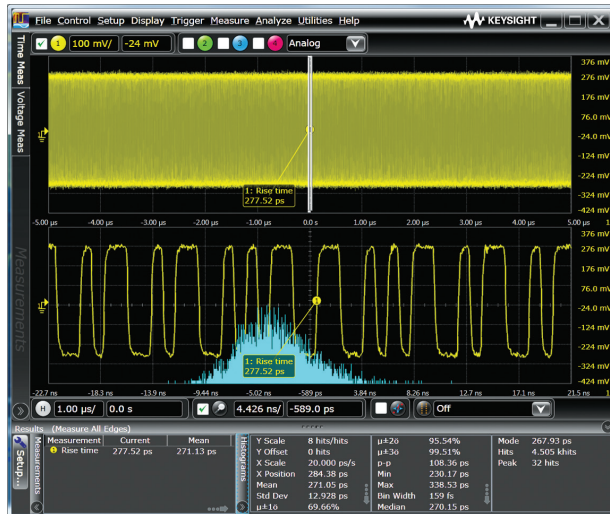 File Control Setup Display Trigger Measure Analyze Utilities Help KEYSIGHT
1 100 mV/ -24 mV 2 3 4 Analog
Time Meas
Voltage Meas
Measurements
376 mV
276 mV
176 mV
76.0 mV
-24.0 mV
-124 mV
-224 mV
-324 mV
-424 mV
1
1: Rise time
277.52 ps
-5.00 µs -4.00 µs -3.00 µs -2.00 µs -1.00 µs 0.0 s 1.00 µs 2.00 µs 3.00 µs 4.00 µs 5.00 µs
376 mV
276 mV
176 mV
76.0 mV
-24.0 mV
-124 mV
-224 mV
-324 mV
-424 mV
1
1: Rise time
277.52 ps
-22.7 ns -18.3 ns -13.9 ns -9.44 ns -5.02 ns -589 ps 3.84 ns 8.26 ns 12.7 ns 17.1 ns 21.5 ns
H 1.00 µs/ 0.0 s 4.426 ns/ -589.0 ps Off
Results (Measure All Edges)
Setup...
Measurements
Measurement Current Mean
1 Rise time 277.52 ps 271.13 ps
Histograms
Y Scale 8 hits/hits µ±2σ 95.54% Mode 267.93 ps
Y Offset 0 hits µ±3σ 99.51% Hits 4.505 khits
X Scale 20.000 ps/s p-p 108.36 ps Peak 32 hits
X Position 284.38 ps Min 230.17 ps
Mean 271.05 ps Max 338.53 ps
Std Dev 12.928 ps Bin Width 159 fs
µ±1σ 69.66% Median 270.15 ps